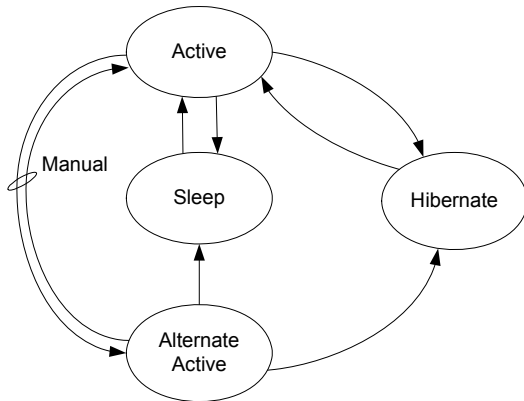 Active
Manual
Sleep
Hibernate
Alternate
Active